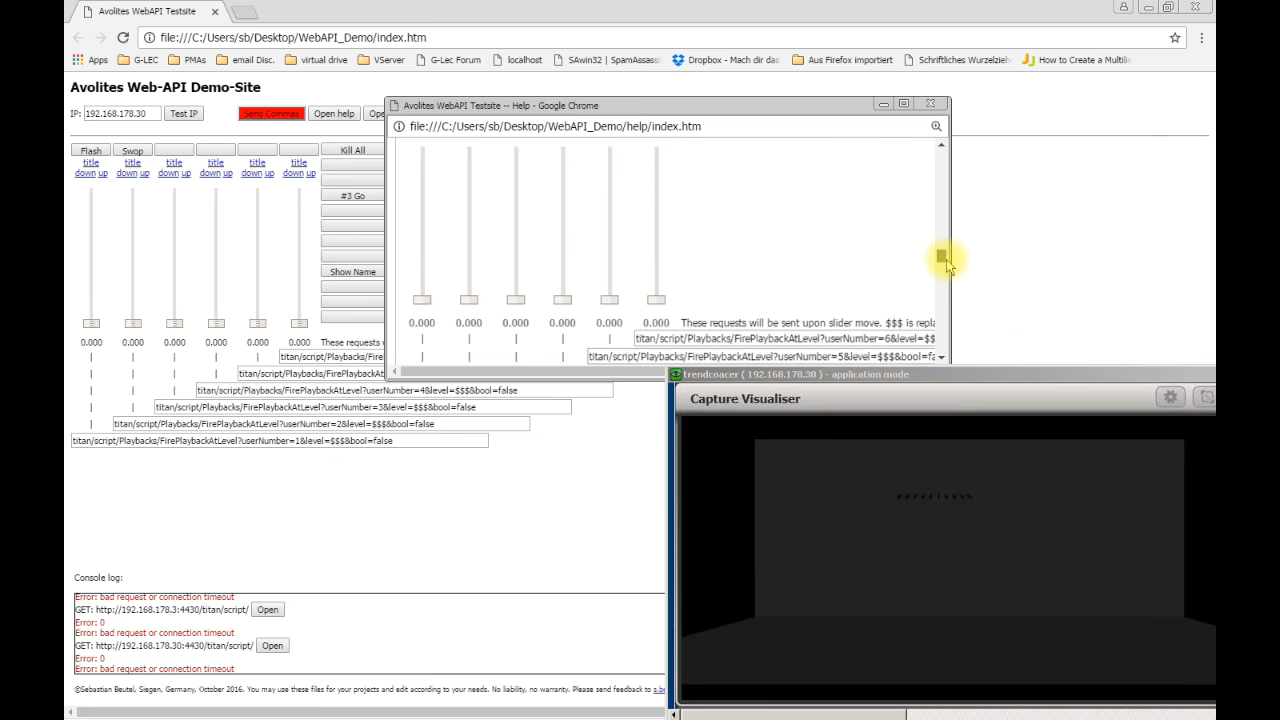 Avolites WebAPI Testsite
file:///C:/Users/sb/Desktop/WebAPI_Demo/index.htm
Apps G-LEC PMAs email Disc. virtual drive VServer G-Lec Forum localhost SAwin32 | SpamAssas Dropbox - Mach dir das Aus Firefox importiert Schriftliches Wurzelzieh How to Create a Multilin
Avolites Web-API Demo-Site
IP: 192.168.178.30 Test IP Send Commas Open help Ope
Avolites WebAPI Testsite -- Help - Google Chrome
file:///C:/Users/sb/Desktop/WebAPI_Demo/help/index.htm
Flash Swop Kill All
title title title title title title
down up down up down up down up down up down up
#3 Go
Show Name
0.000 0.000 0.000 0.000 0.000 0.000 These requests will be sent upon slider move. $$$ is repla
titan/script/Playbacks/FirePlaybackAtLevel?userNumber=6&level=$$
titan/script/Playbacks/FirePlaybackAtLevel?userNumber=5&level=$$$&bool=fa
0.000 0.000 0.000 0.000 0.000 0.000 These requests w
titan/script/Playbacks/Fire
titan/script/Playbacks/FirePlaybackA
titan/script/Playbacks/FirePlaybackAtLevel?userNumber=4&level=$$$&bool=false
titan/script/Playbacks/FirePlaybackAtLevel?userNumber=3&level=$$$&bool=false
titan/script/Playbacks/FirePlaybackAtLevel?userNumber=2&level=$$$&bool=false
titan/script/Playbacks/FirePlaybackAtLevel?userNumber=1&level=$$$&bool=false
trendcoacer ( 192.168.178.30 ) - application mode
Capture Visualiser
Console log:
Error: bad request or connection timeout
GET: http://192.168.178.3:4430/titan/script/ Open
Error: 0
Error: bad request or connection timeout
GET: http://192.168.178.30:4430/titan/script/ Open
Error: 0
Error: bad request or connection timeout
©Sebastian Beutel, Siegen, Germany, October 2016. You may use these files for your projects and edit according to your needs. No liability, no warranty. Please send feedback to s.be